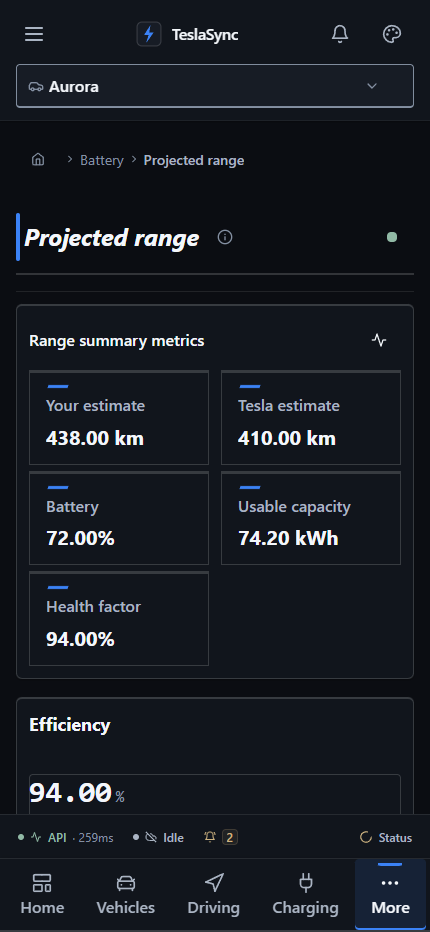 TeslaSync
Aurora
Battery Projected range
Projected range
Range summary metrics
Your estimate
438.00 km
Tesla estimate
410.00 km
Battery
72.00%
Usable capacity
74.20 kWh
Health factor
94.00%
Efficiency
94.00 %
API · 259ms Idle 2 Status
Home Vehicles Driving Charging More